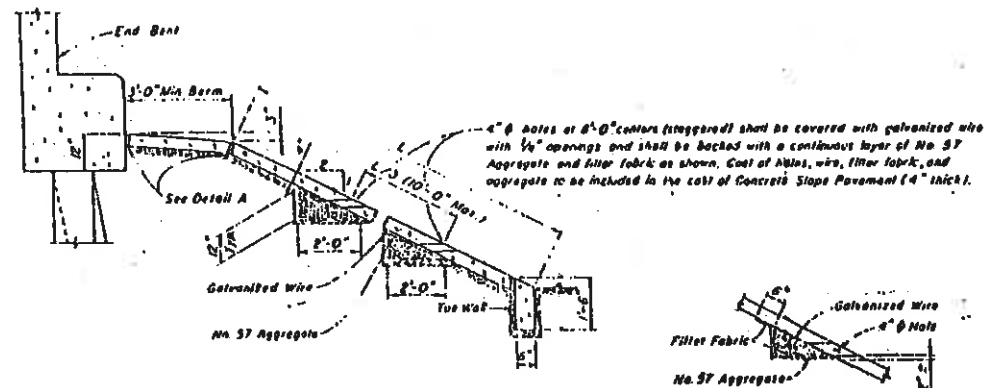 End Bent
3'-0" Min Berm
4" ϕ holes at 8'-0" centers (staggered) shall be covered with galvanized wire
with 1/4" openings and shall be backed with a continuous layer of No. 57
Aggregate and filter fabric as shown. Cost of holes, wire, filter fabric, and
aggregate to be included in the cost of Concrete Slope Pavement (4" thick).
2
1
(10'-0" Max.)
See Detail A
2'-0"
Galvanized Wire
2'-0"
No. 57 Aggregate
Toe Wall
1'-6"
6"
Galvanized Wire
4" ϕ Hole
Filter Fabric
No. 57 Aggregate